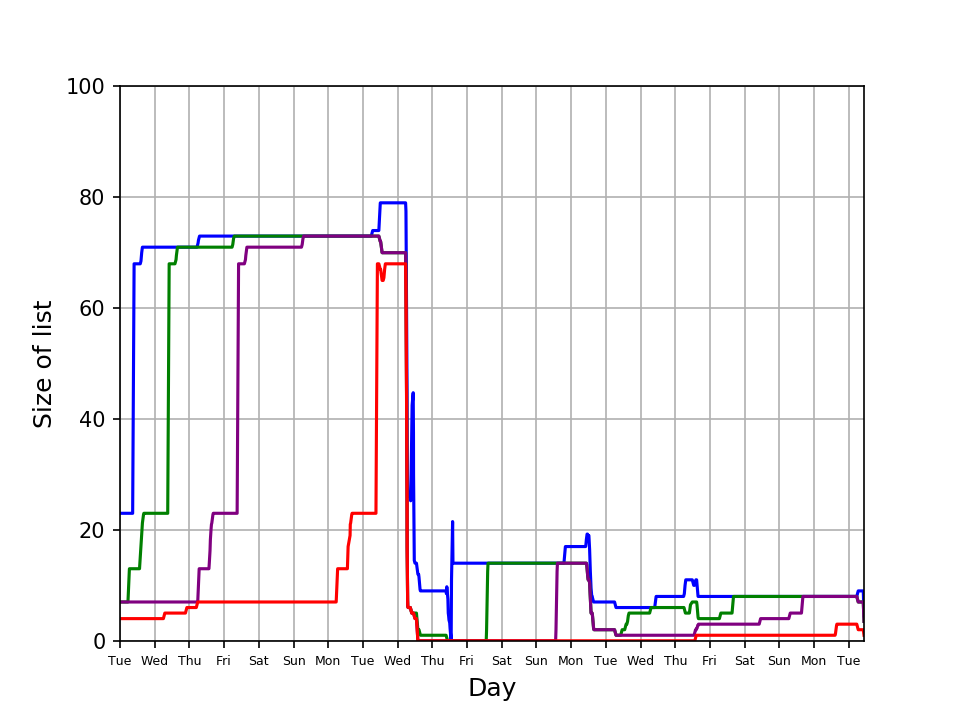 100
80
60
40
20
0
Size of list
Tue Wed Thu Fri Sat Sun Mon Tue Wed Thu Fri Sat Sun Mon Tue Wed Thu Fri Sat Sun Mon Tue
Day